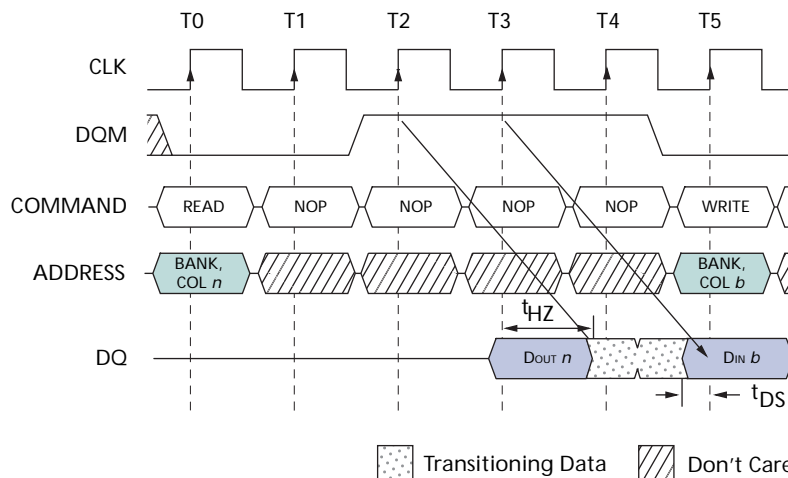 T0 T1 T2 T3 T4 T5
CLK
DQM
COMMAND READ NOP NOP NOP NOP WRITE
ADDRESS BANK, COL n BANK, COL b
tHZ
DQ DOUT n DIN b
tDS
Transitioning Data Don't Care